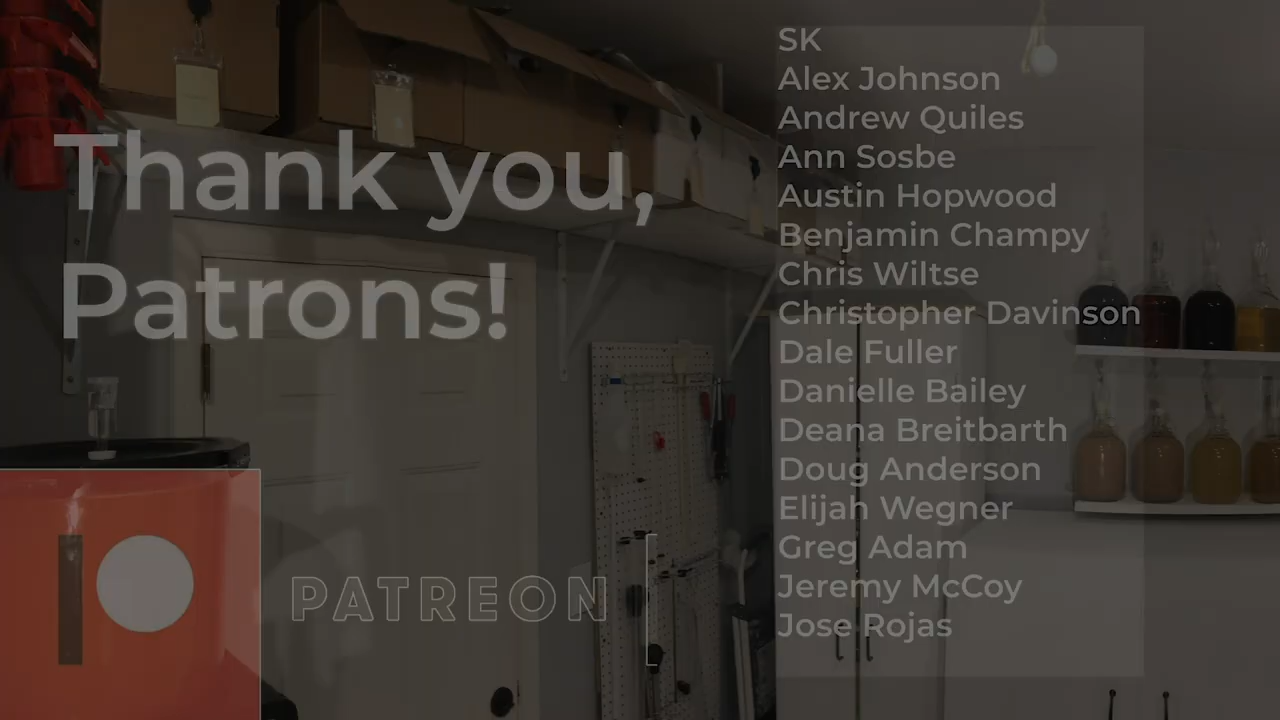 Thank you,
Patrons!
PATREON
SK
Alex Johnson
Andrew Quiles
Ann Sosbe
Austin Hopwood
Benjamin Champy
Chris Wiltse
Christopher Davinson
Dale Fuller
Danielle Bailey
Deana Breitbarth
Doug Anderson
Elijah Wegner
Greg Adam
Jeremy McCoy
Jose Rojas